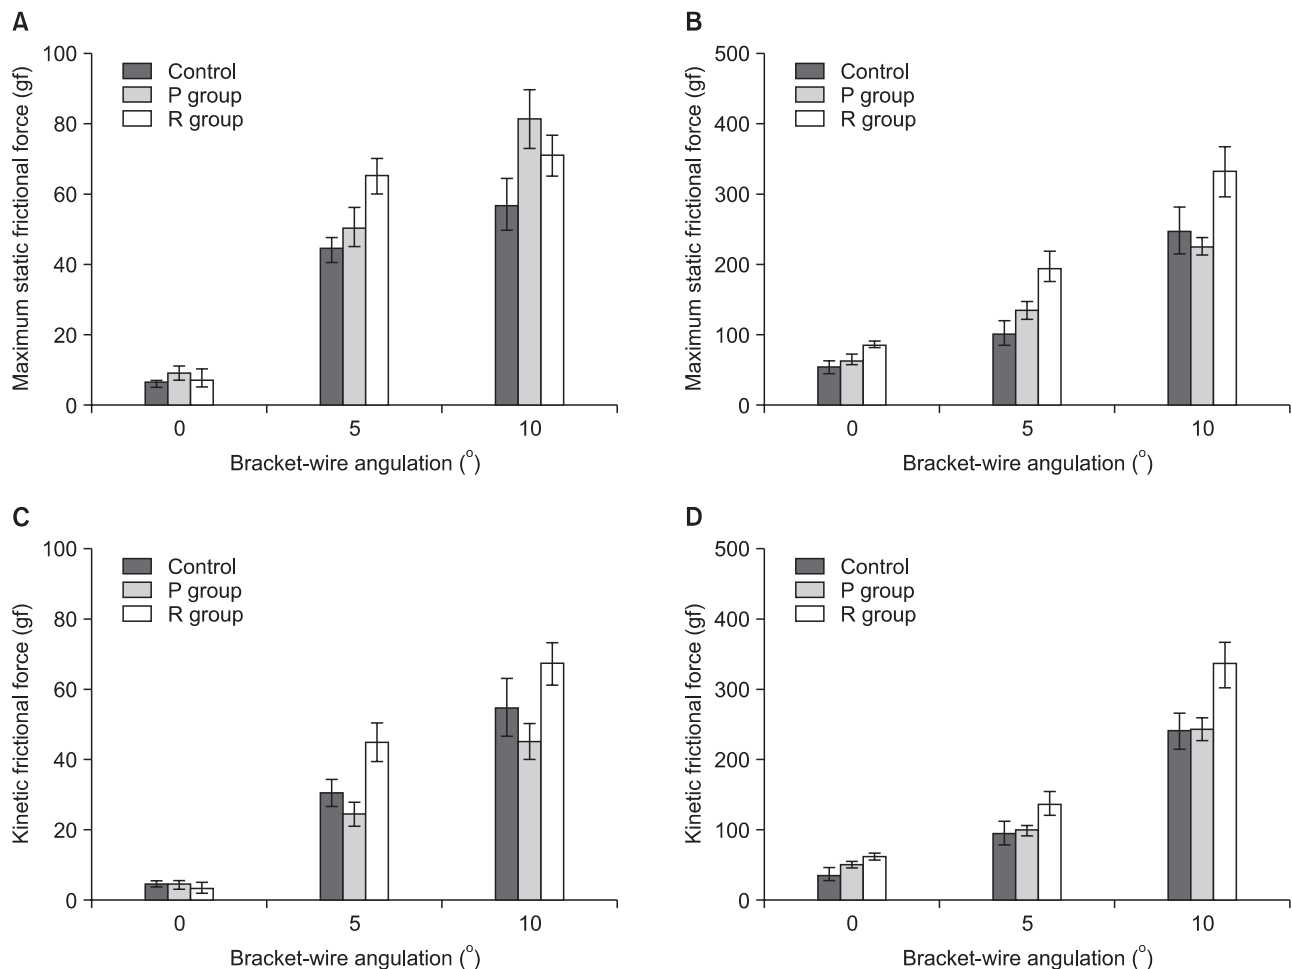 A
Maximum static frictional force (gf)
100
80
60
40
20
0
Control
P group
R group
0 5 10
Bracket-wire angulation (°)
B
Maximum static frictional force (gf)
500
400
300
200
100
0
Control
P group
R group
0 5 10
Bracket-wire angulation (°)
C
Kinetic frictional force (gf)
100
80
60
40
20
0
Control
P group
R group
0 5 10
Bracket-wire angulation (°)
D
Kinetic frictional force (gf)
500
400
300
200
100
0
Control
P group
R group
0 5 10
Bracket-wire angulation (°)